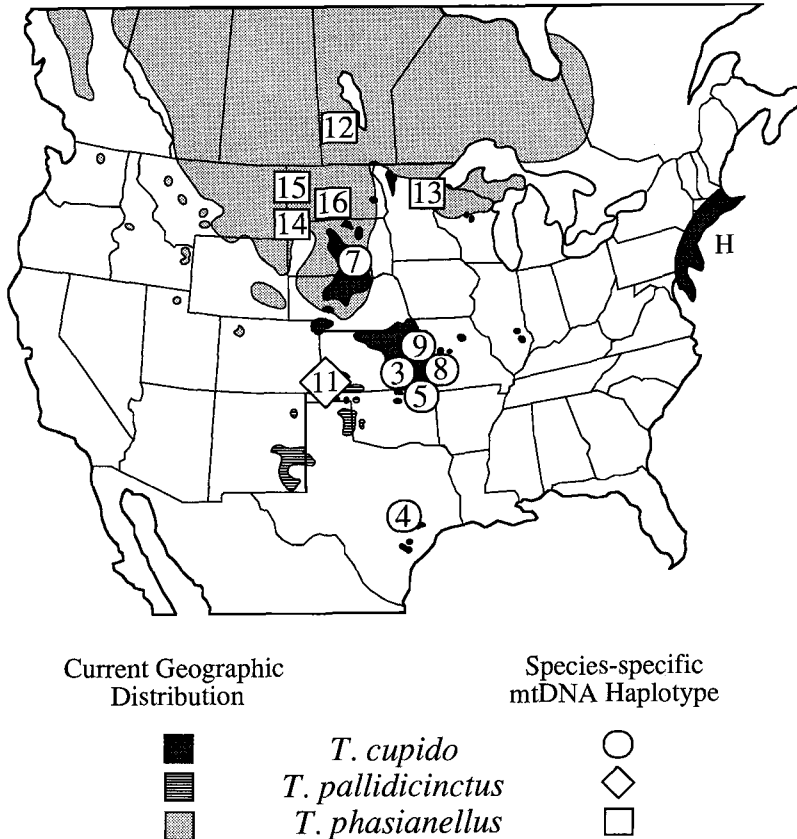 12
15
16
13
14
H
7
9
3
8
11
5
4
Current Geographic Distribution
Species-specific mtDNA Haplotype
T. cupido
T. pallidicinctus
T. phasianellus